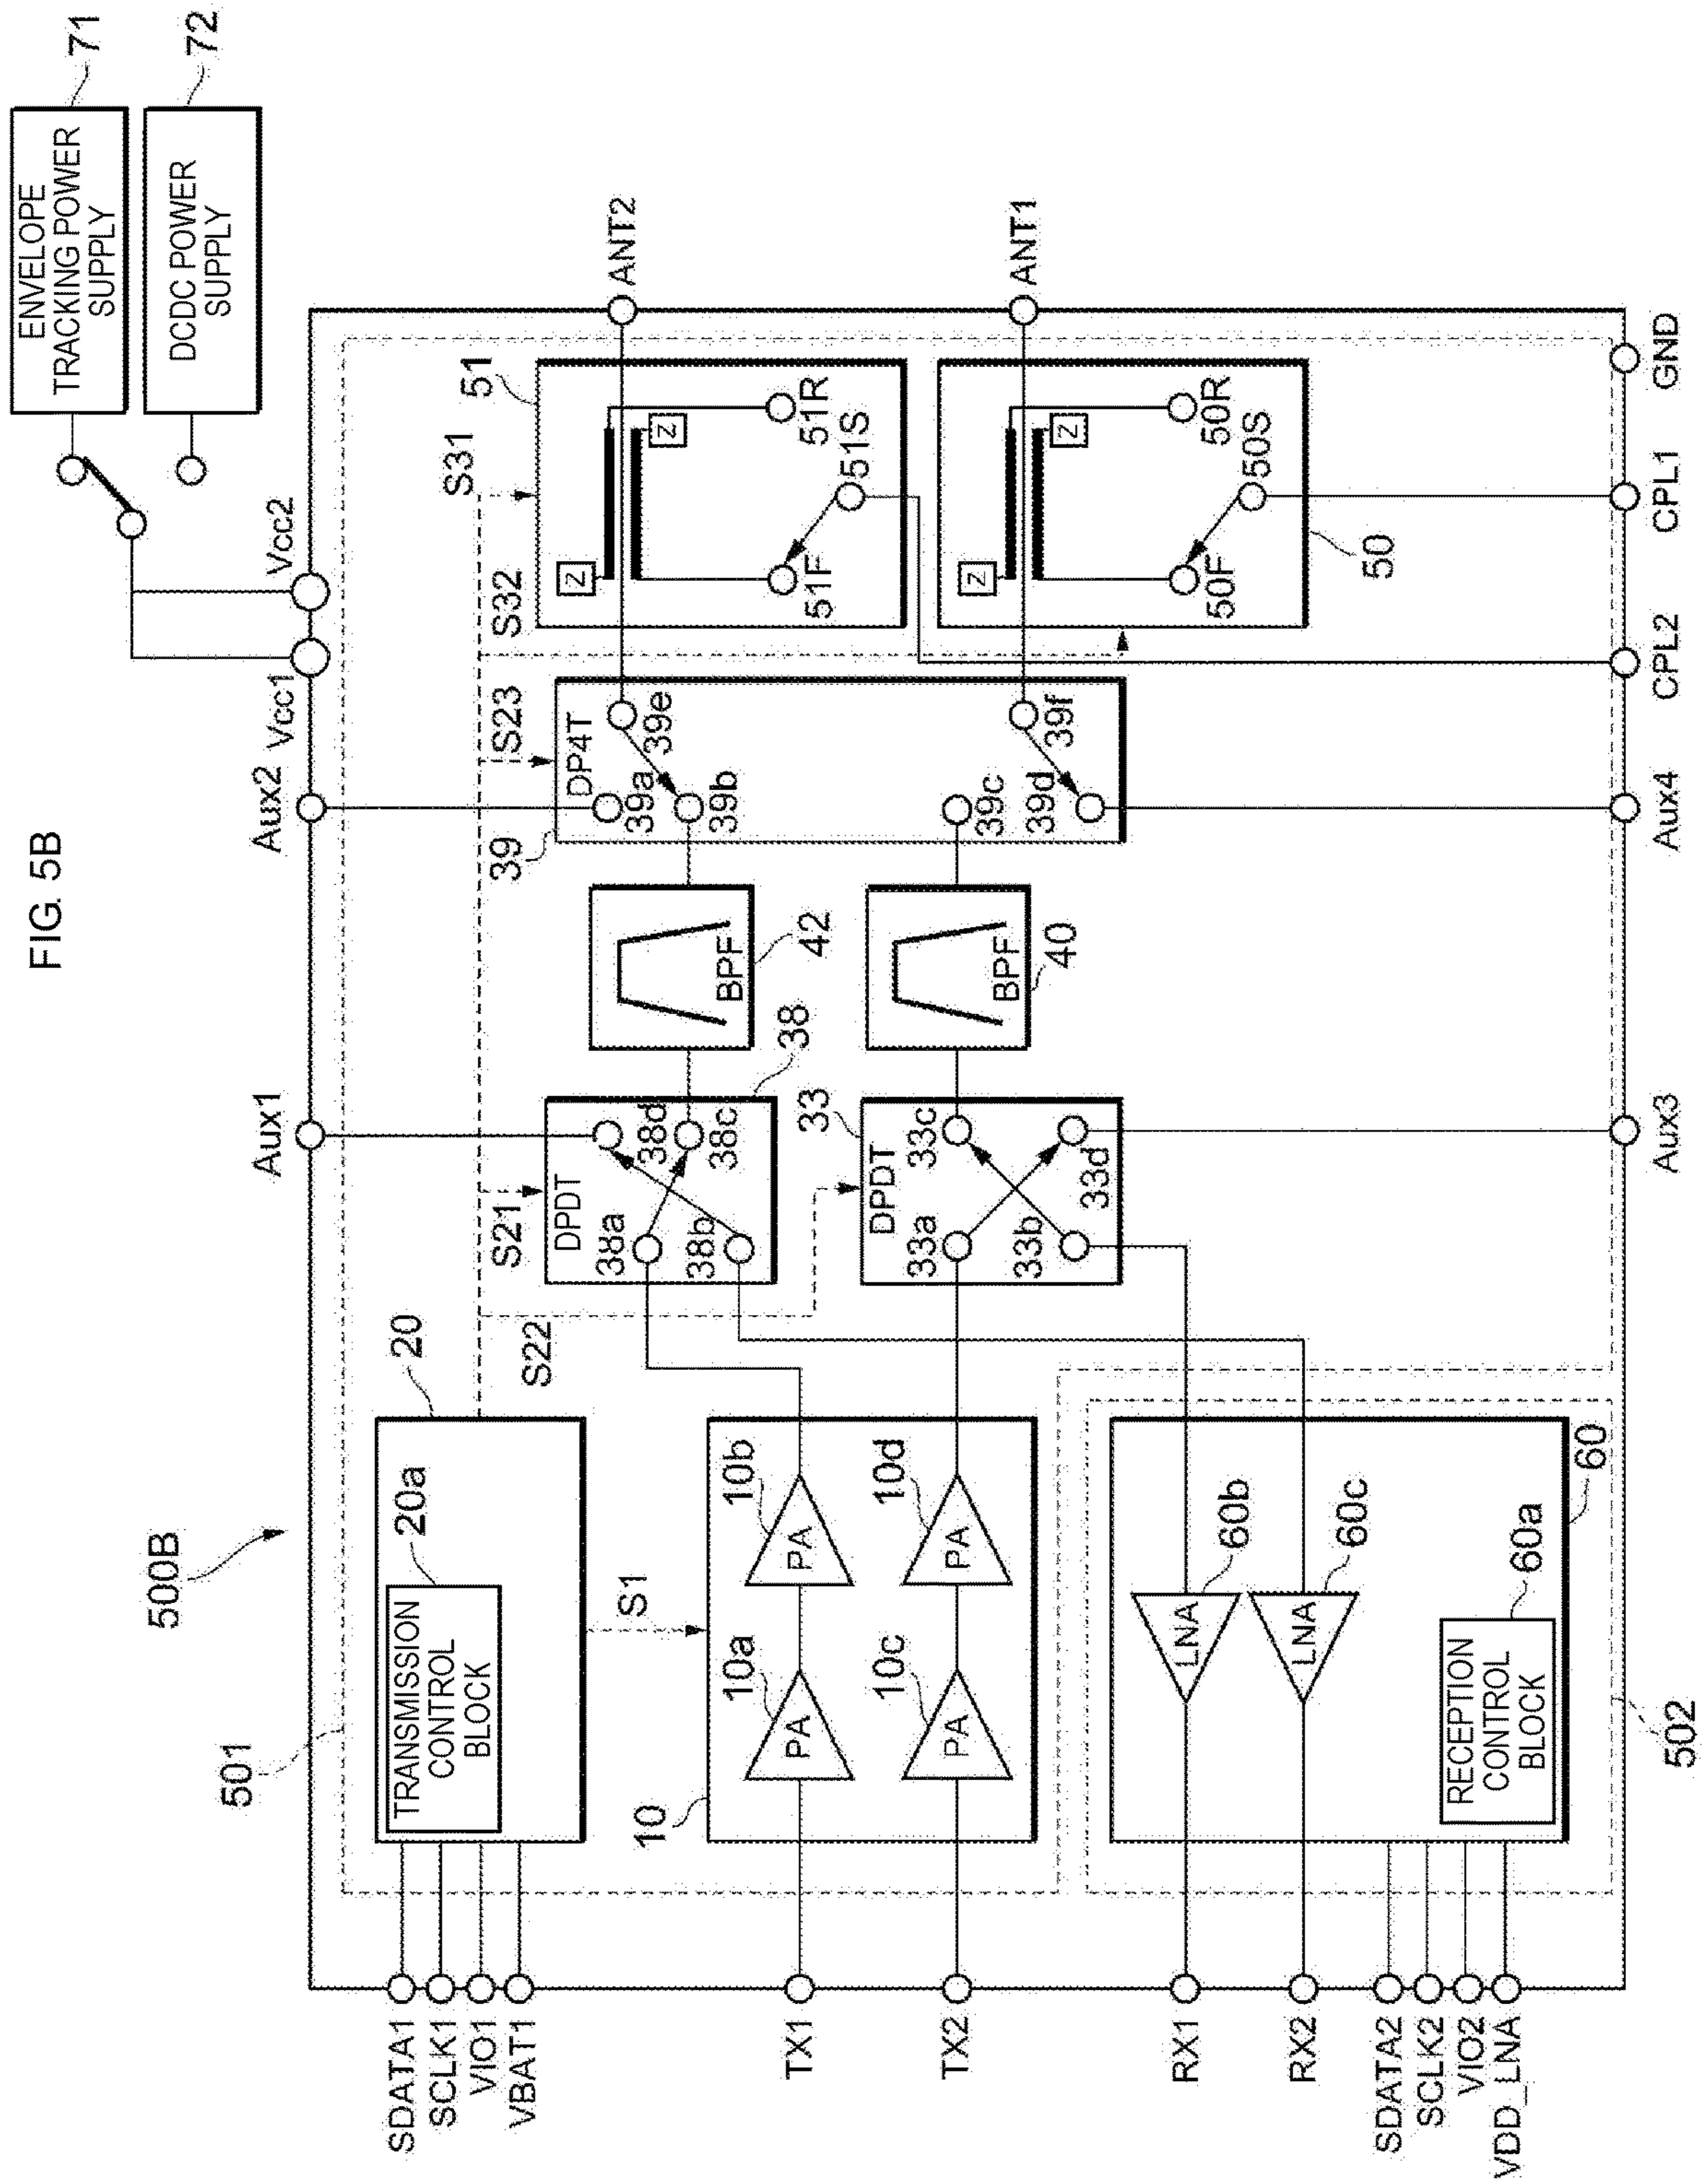 FIG. 5B
500B
ENVELOPE
TRACKING POWER
SUPPLY
71
DCDC POWER
SUPPLY
72
Aux1
Aux2
Vcc1
Vcc2
501
SDATA1
SCLK1
VIO1
VBAT1
TRANSMISSION
CONTROL
BLOCK
20a
20
S1
S21
S22
S23
S31
S32
TX1
TX2
10
10a
PA
10b
PA
10c
PA
10d
PA
DPDT
38
38a
38b
38d
38c
DPDT
33
33a
33b
33c
33d
BPF
42
BPF
40
39
DP4T
39a
39b
39c
39d
39e
39f
51
Z
Z
51F
51R
51S
ANT2
50
Z
Z
50F
50R
50S
ANT1
RX1
RX2
LNA
60b
LNA
60c
RECEPTION
CONTROL
BLOCK
60a
60
502
SDATA2
SCLK2
VIO2
VDD_LNA
Aux3
Aux4
CPL2
CPL1
GND